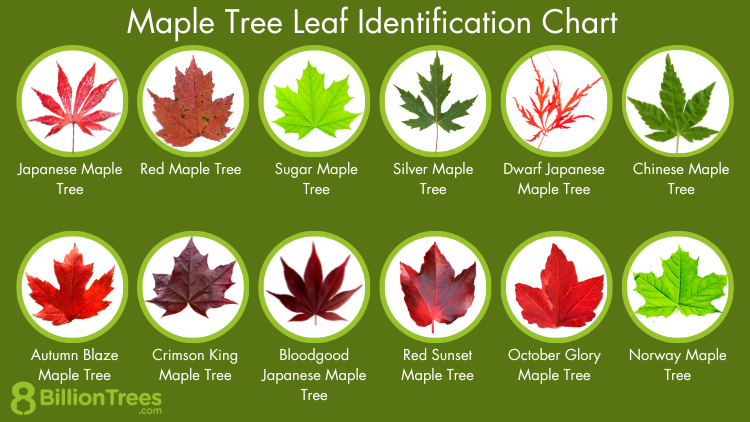 Maple Tree Leaf Identification Chart
Japanese Maple
Tree
Red Maple Tree
Sugar Maple
Tree
Silver Maple
Tree
Dwarf Japanese
Maple Tree
Chinese Maple
Tree
Autumn Blaze
Maple Tree
Crimson King
Maple Tree
Bloodgood
Japanese Maple
Tree
Red Sunset
Maple Tree
October Glory
Maple Tree
Norway Maple
Tree
8 BillionTrees
.com